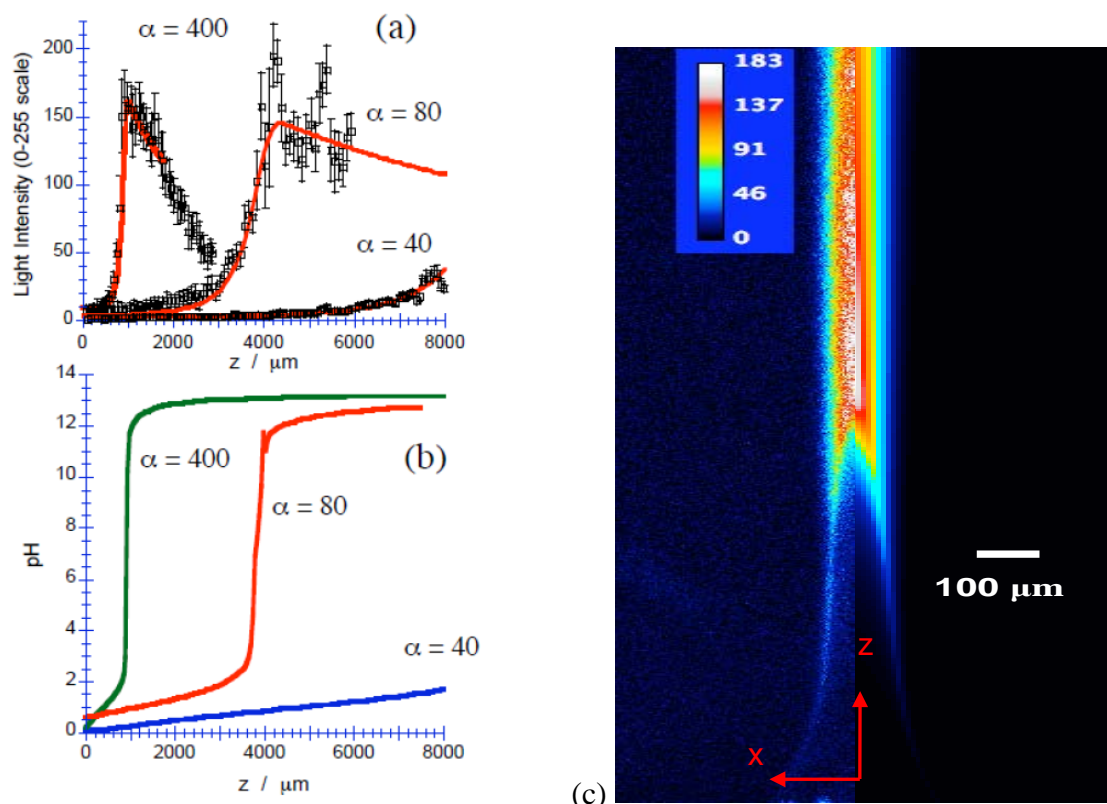 (a)
α = 400
α = 80
α = 40
Light Intensity (0-255 scale)
200
150
100
50
0
0 2000 4000 6000 8000
z / µm
(b)
α = 400
α = 80
α = 40
pH
14
12
10
8
6
4
2
0
0 2000 4000 6000 8000
z / µm
(c)
183
137
91
46
0
100 µm
z
x